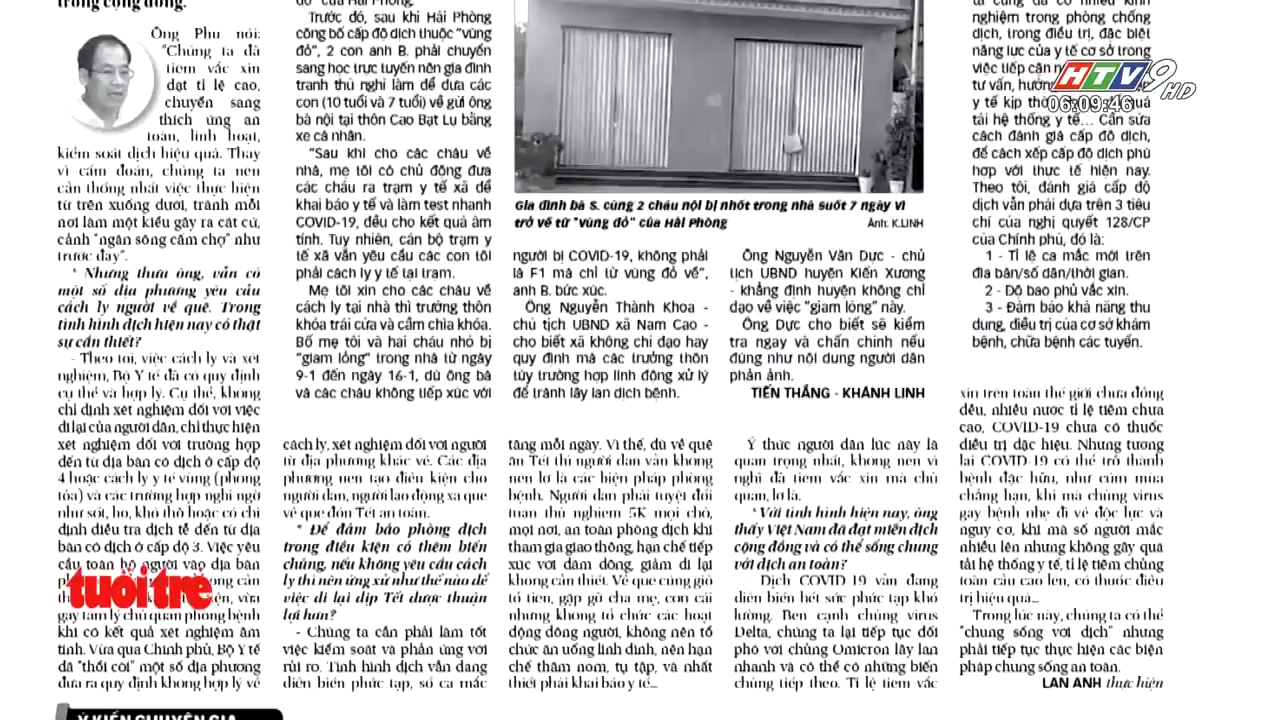 trong cộng đồng.
Ông Phu nói:
"Chúng ta đã
tiêm vắc xin
đạt tỉ lệ cao,
chuyển sang
thích ứng an
toàn, linh hoạt,
kiểm soát dịch hiệu quả. Thay
vì cấm đoán, chúng ta nên
cần thống nhất việc thực hiện
từ trên xuống dưới, tránh mỗi
nơi làm một kiểu gây ra cát cứ,
cảnh "ngăn sông cấm chợ" như
trước đây".
* Nhưng thưa ông, vẫn có
một số địa phương yêu cầu
cách ly người về quê. Trong
tình hình dịch hiện nay có thật
sự cần thiết?
- Theo tôi, việc cách ly và xét
nghiệm, Bộ Y tế đã có quy định
cụ thể và hợp lý. Cụ thể, không
chỉ định xét nghiệm đối với việc
đi lại của người dân, chỉ thực hiện
xét nghiệm đối với trường hợp
đến từ địa bàn có dịch ở cấp độ
4 hoặc cách ly y tế vùng (phong
tỏa) và các trường hợp nghi ngờ
như sốt, ho, khó thở hoặc có chỉ
định điều tra dịch tễ đến từ địa
bàn có dịch ở cấp độ 3. Việc yêu
cầu toàn bộ người vào địa bàn
gây tâm lý chủ quan phòng bệnh
khi có kết quả xét nghiệm âm
tính. Vừa qua Chính phủ, Bộ Y tế
đã "thổi còi" một số địa phương
đưa ra quy định không hợp lý về
tuổi trẻ
Ý KIẾN CHUYÊN GIA
đỏ" của Hải Phòng.
Trước đó, sau khi Hải Phòng
công bố cấp độ dịch thuộc "vùng
đỏ", 2 con anh B. phải chuyển
sang học trực tuyến nên gia đình
tranh thủ nghỉ làm để đưa các
con (10 tuổi và 7 tuổi) về gửi ông
bà nội tại thôn Cao Bạt Lụ bằng
xe cá nhân.
"Sau khi cho các cháu về
nhà, mẹ tôi có chủ động đưa
các cháu ra trạm y tế xã để
khai báo y tế và làm test nhanh
COVID-19, đều cho kết quả âm
tính. Tuy nhiên, cán bộ trạm y
tế xã vẫn yêu cầu các con tôi
phải cách ly y tế tại trạm.
Mẹ tôi xin cho các cháu về
cách ly tại nhà thì trưởng thôn
khóa trái cửa và cầm chìa khóa.
Bố mẹ tôi và hai cháu nhỏ bị
"giam lỏng" trong nhà từ ngày
9-1 đến ngày 16-1, dù ông bà
và các cháu không tiếp xúc với
Gia đình bà S. cùng 2 cháu nội bị nhốt trong nhà suốt 7 ngày vì
trở về từ "vùng đỏ" của Hải Phòng Ảnh: K.LINH
người bị COVID-19, không phải
là F1 mà chỉ từ vùng đỏ về",
anh B. bức xúc.
Ông Nguyễn Thành Khoa -
chủ tịch UBND xã Nam Cao -
cho biết xã không chỉ đạo hay
quy định mà các trưởng thôn
tùy trường hợp linh động xử lý
để tránh lây lan dịch bệnh.
Ông Nguyễn Văn Dực - chủ
tịch UBND huyện Kiến Xương
- khẳng định huyện không chỉ
đạo về việc "giam lỏng" này.
Ông Dực cho biết sẽ kiểm
tra ngay và chấn chỉnh nếu
đúng như nội dung người dân
phản ánh.
TIẾN THẮNG - KHÁNH LINH
cách ly, xét nghiệm đối với người
từ địa phương khác về. Các địa
phương nên tạo điều kiện cho
người dân, người lao động xa quê
về quê đón Tết an toàn.
* Để đảm bảo phòng dịch
trong điều kiện có thêm biến
chủng, nếu không yêu cầu cách
ly thì nên ứng xử như thế nào để
việc đi lại dịp Tết được thuận
lợi hơn?
- Chúng ta cần phải làm tốt
việc kiểm soát và phản ứng với
rủi ro. Tình hình dịch vẫn đang
diễn biến phức tạp, số ca mắc
tăng mỗi ngày. Vì thế, dù về quê
ăn Tết thì người dân vẫn không
nên lơ là các biện pháp phòng
bệnh. Người dân phải tuyệt đối
tuân thủ nghiêm 5K mọi chỗ,
mọi nơi, an toàn phòng dịch khi
tham gia giao thông, hạn chế tiếp
xúc với đám đông, giảm đi lại
không cần thiết. Về quê cúng giỗ
tổ tiên, gặp gỡ cha mẹ, con cái
nhưng không tổ chức các hoạt
động đông người, không nên tổ
chức ăn uống linh đình, nên hạn
chế thăm nom, tụ tập, và nhất
thiết phải khai báo y tế...
Ý thức người dân lúc này là
quan trọng nhất, không nên vì
nghĩ đã tiêm vắc xin mà chủ
quan, lơ là.
* Với tình hình hiện nay, ông
thấy Việt Nam đã đạt miễn dịch
cộng đồng và có thể sống chung
với dịch an toàn?
Dịch COVID-19 vẫn đang
diễn biến hết sức phức tạp khó
lường. Bên cạnh chủng virus
Delta, chúng ta lại tiếp tục đối
phó với chủng Omicron lây lan
nhanh và có thể có những biến
chủng tiếp theo. Tỉ lệ tiêm vắc
nghiệm trong phòng chống
dịch, trong điều trị, đặc biệt
năng lực của y tế cơ sở trong
việc tiếp cận
tư vấn,
y tế kịp
tải hệ thống y tế... Cần sửa
cách đánh giá cấp độ dịch,
để cách xếp cấp độ dịch phù
hợp với thực tế hiện nay.
Theo tôi, đánh giá cấp độ
dịch vẫn phải dựa trên 3 tiêu
chí của nghị quyết 128/CP
của Chính phủ, đó là:
1 - Tỉ lệ ca mắc mới trên
địa bàn/số dân/thời gian.
2 - Độ bao phủ vắc xin.
3 - Đảm bảo khả năng thu
dung, điều trị của cơ sở khám
bệnh, chữa bệnh các tuyến.
HTV9 HD
06:09:46
xin trên toàn thế giới chưa đồng
đều, nhiều nước tỉ lệ tiêm chưa
cao, COVID-19 chưa có thuốc
điều trị đặc hiệu. Nhưng tương
lai COVID-19 có thể trở thành
bệnh đặc hữu, như cúm mùa
chẳng hạn, khi mà chủng virus
gây bệnh nhẹ đi về độc lực và
nguy cơ, khi mà số người mắc
nhiều lên nhưng không gây quá
tải hệ thống y tế, tỉ lệ tiêm chủng
toàn cầu cao lên, có thuốc điều
trị hiệu quả...
Trong lúc này, chúng ta có thể
"chung sống với dịch" nhưng
phải tiếp tục thực hiện các biện
pháp chung sống an toàn.
LAN ANH thực hiện